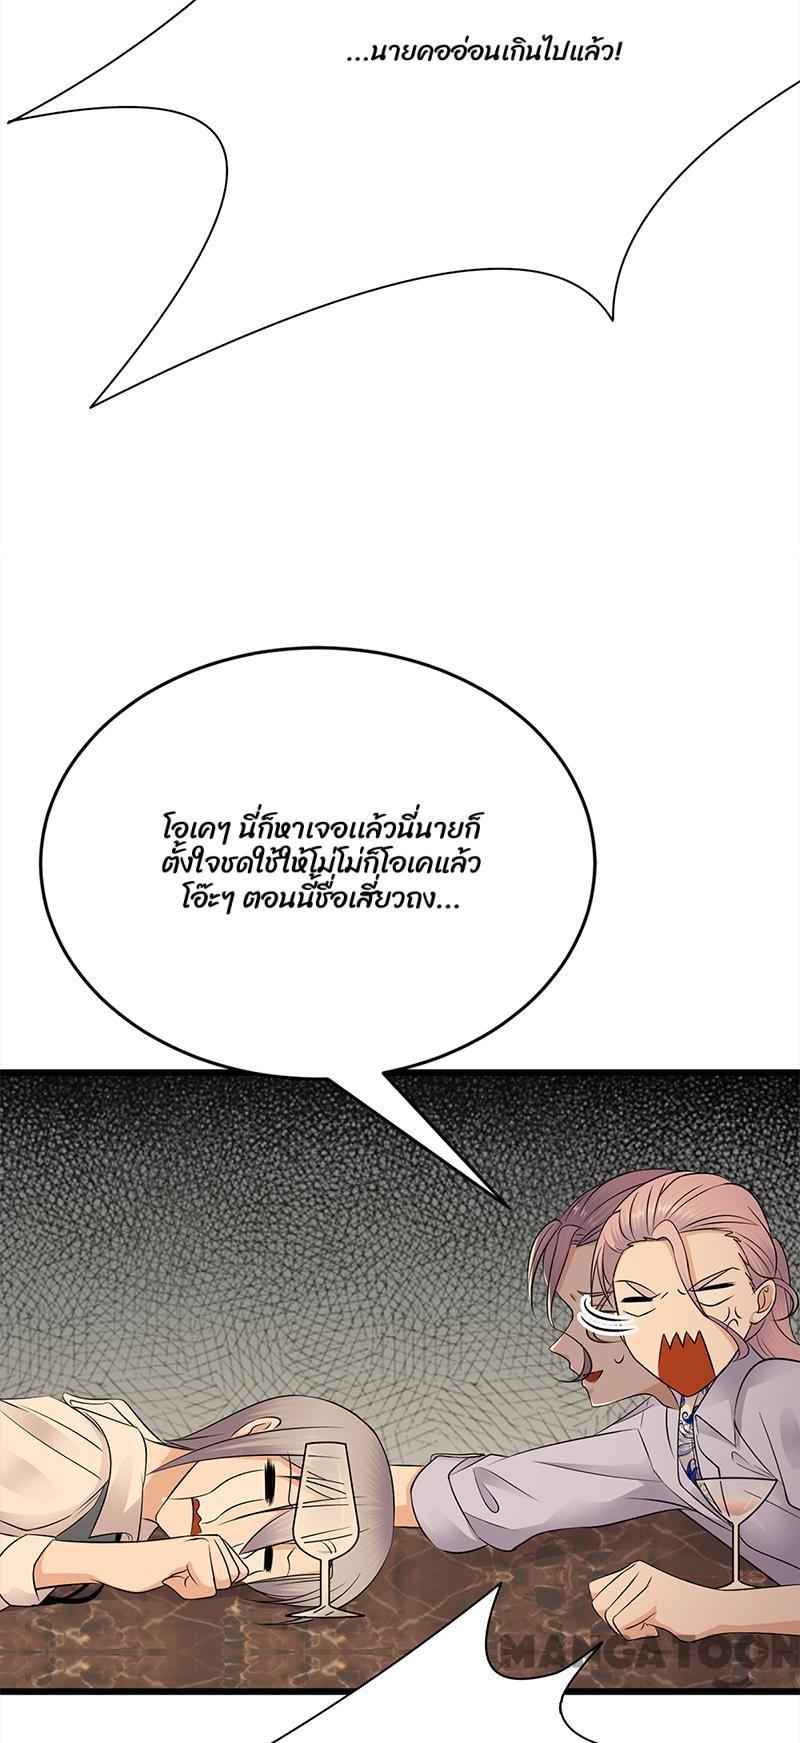 ...นายคออ่อนเกินไปแล้ว!
โอเคๆ นี่ก็หาเจอแล้วนี่นายก็
ตั้งใจชดใช้ให้โม่โม่ก็โอเคแล้ว
โอ๊ะๆ ตอนนี้ชื่อเสี่ยวถง...
MANGATOON